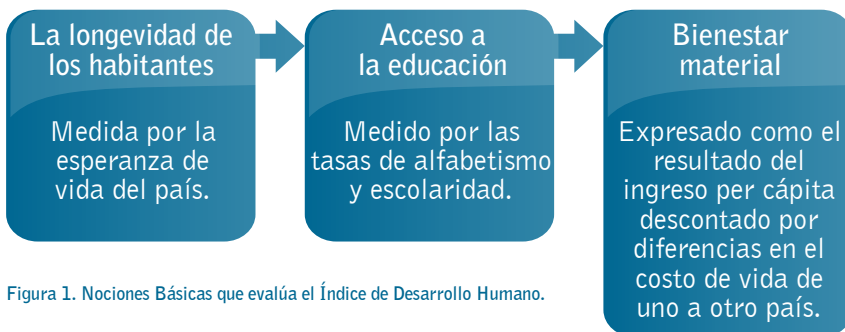 La longevidad de
los habitantes
Medida por la
esperanza de
vida del país.
Acceso a
la educación
Medido por las
tasas de alfabetismo
y escolaridad.
Bienestar
material
Expresado como el
resultado del
ingreso per cápita
descontado por
diferencias en el
costo de vida de
uno a otro país.
Figura 1. Nociones Básicas que evalúa el Índice de Desarrollo Humano.